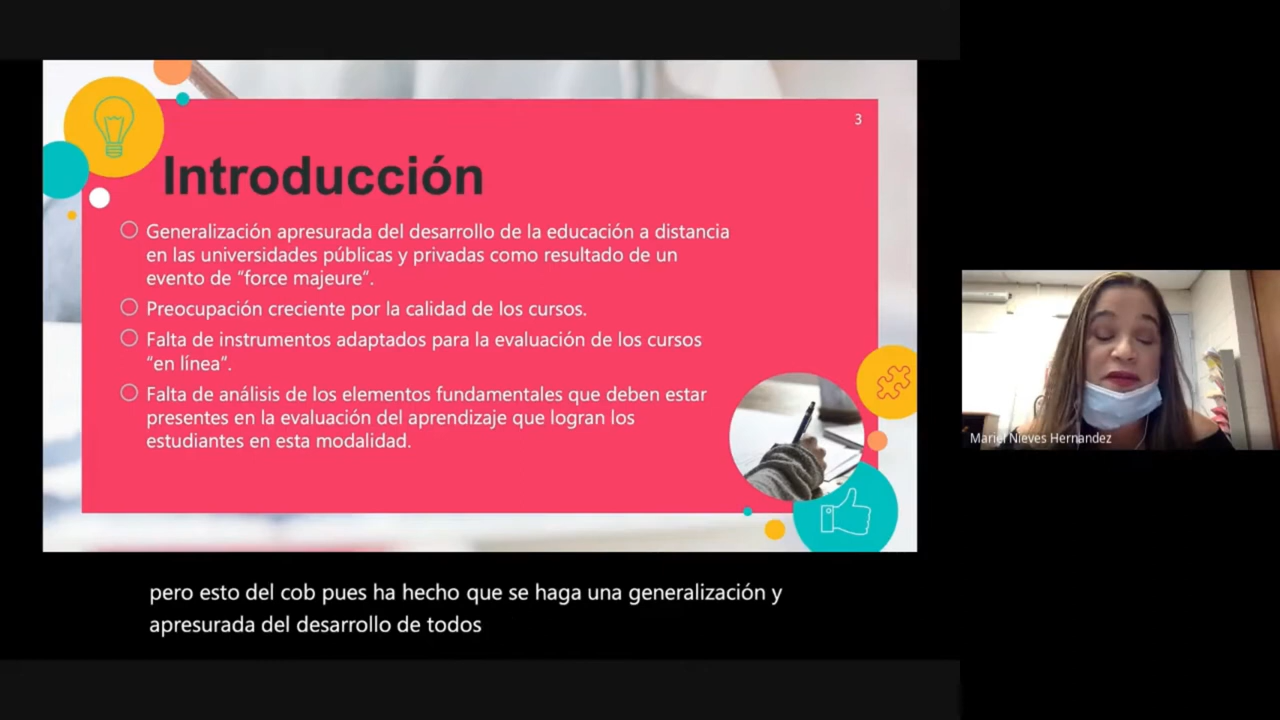 3
Introducción
Generalización apresurada del desarrollo de la educación a distancia
en las universidades públicas y privadas como resultado de un
evento de “force majeure”.
Preocupación creciente por la calidad de los cursos.
Falta de instrumentos adaptados para la evaluación de los cursos
“en línea”.
Falta de análisis de los elementos fundamentales que deben estar
presentes en la evaluación del aprendizaje que logran los
estudiantes en esta modalidad.
Mariel Nieves Hernandez
pero esto del cob pues ha hecho que se haga una generalización y
apresurada del desarrollo de todos